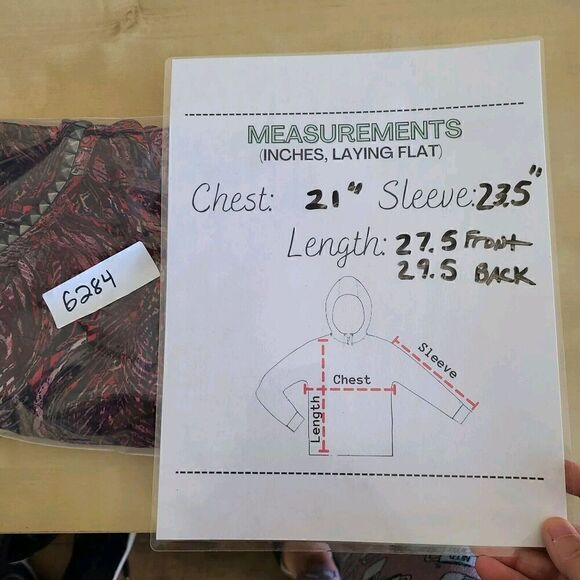 MEASUREMENTS
(INCHES, LAYING FLAT)
Chest: 21" Sleeve: 23.5"
Length: 27.5 FRONT
29.5 BACK
6284
Sleeve
Chest
Length